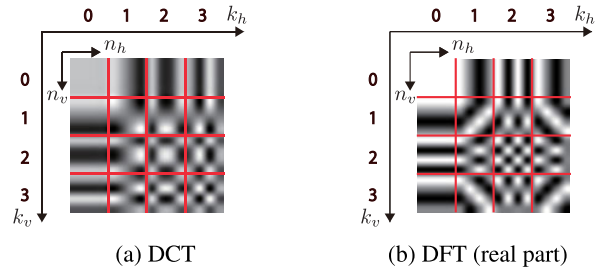 0 1 2 3 k_h
n_h
n_v
0
1
2
3
k_v
(a) DCT
0 1 2 3 k_h
n_h
n_v
0
1
2
3
k_v
(b) DFT (real part)